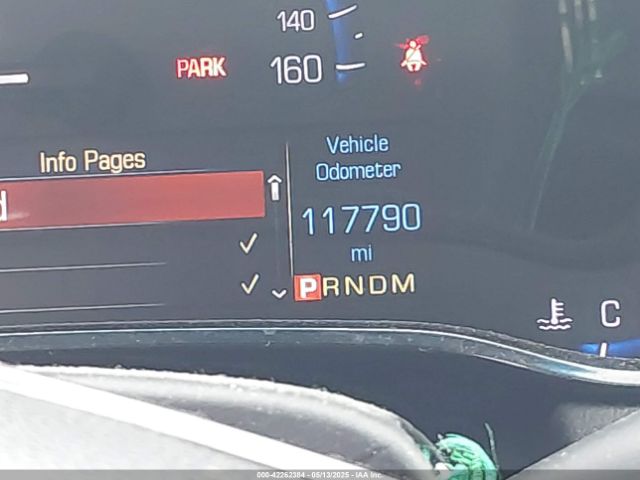 140
PARK
160
Info Pages
d
Vehicle
Odometer
117790
mi
PRNDM
C
000-42262384 - 05/13/2025 - IAA Inc.